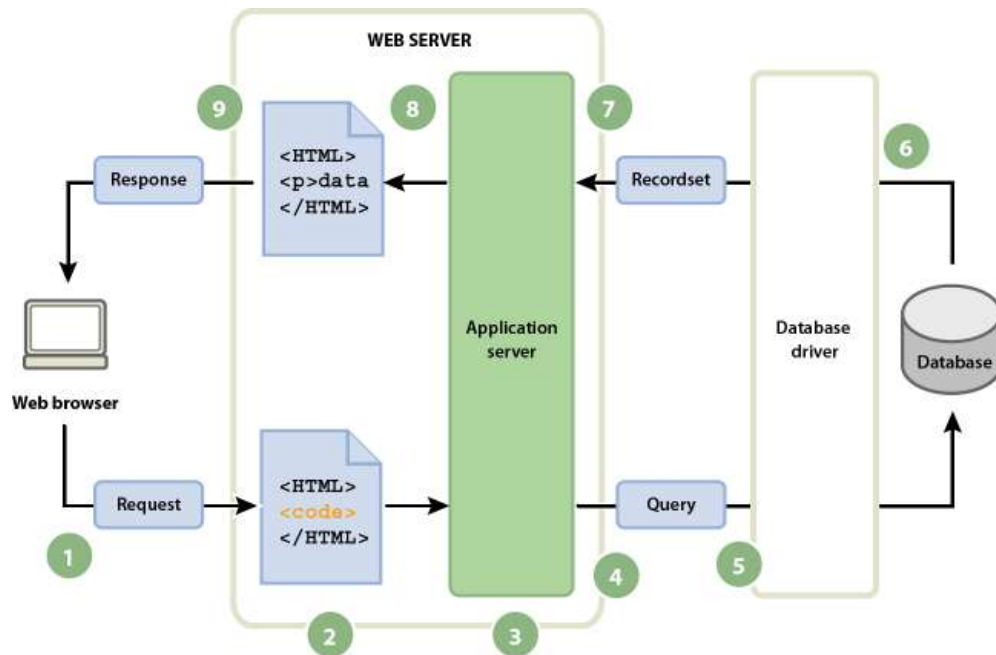 WEB SERVER
9
8
7
6
<HTML>
<p>data
</HTML>
Response
Recordset
Application
server
Database
driver
Database
Web browser
<HTML>
<code>
</HTML>
Request
Query
1
2
3
4
5